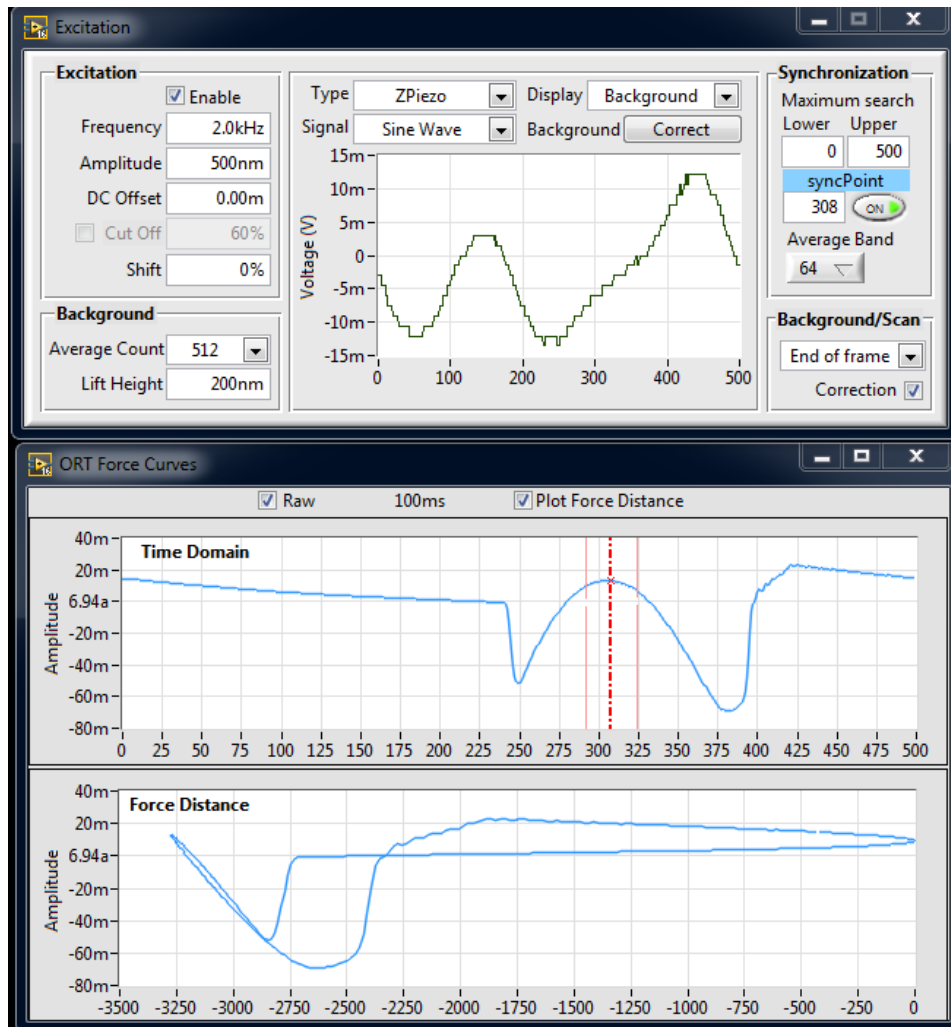 Excitation
Excitation
Enable
Frequency 2.0kHz
Amplitude 500nm
DC Offset 0.00m
Cut Off 60%
Shift 0%
Background
Average Count 512
Lift Height 200nm
Type ZPiezo Display Background
Signal Sine Wave Background Correct
15m
10m
5m
0
-5m
-10m
-15m
Voltage (V)
0 100 200 300 400 500
Synchronization
Maximum search
Lower Upper
0 500
syncPoint
308 ON
Average Band
64
Background/Scan
End of frame
Correction
ORT Force Curves
Raw 100ms Plot Force Distance
Time Domain
40m
20m
6.94a
-20m
-40m
-60m
-80m
Amplitude
0 25 50 75 100 125 150 175 200 225 250 275 300 325 350 375 400 425 450 475 500
Force Distance
40m
20m
6.94a
-20m
-40m
-60m
-80m
Amplitude
-3500 -3250 -3000 -2750 -2500 -2250 -2000 -1750 -1500 -1250 -1000 -750 -500 -250 0